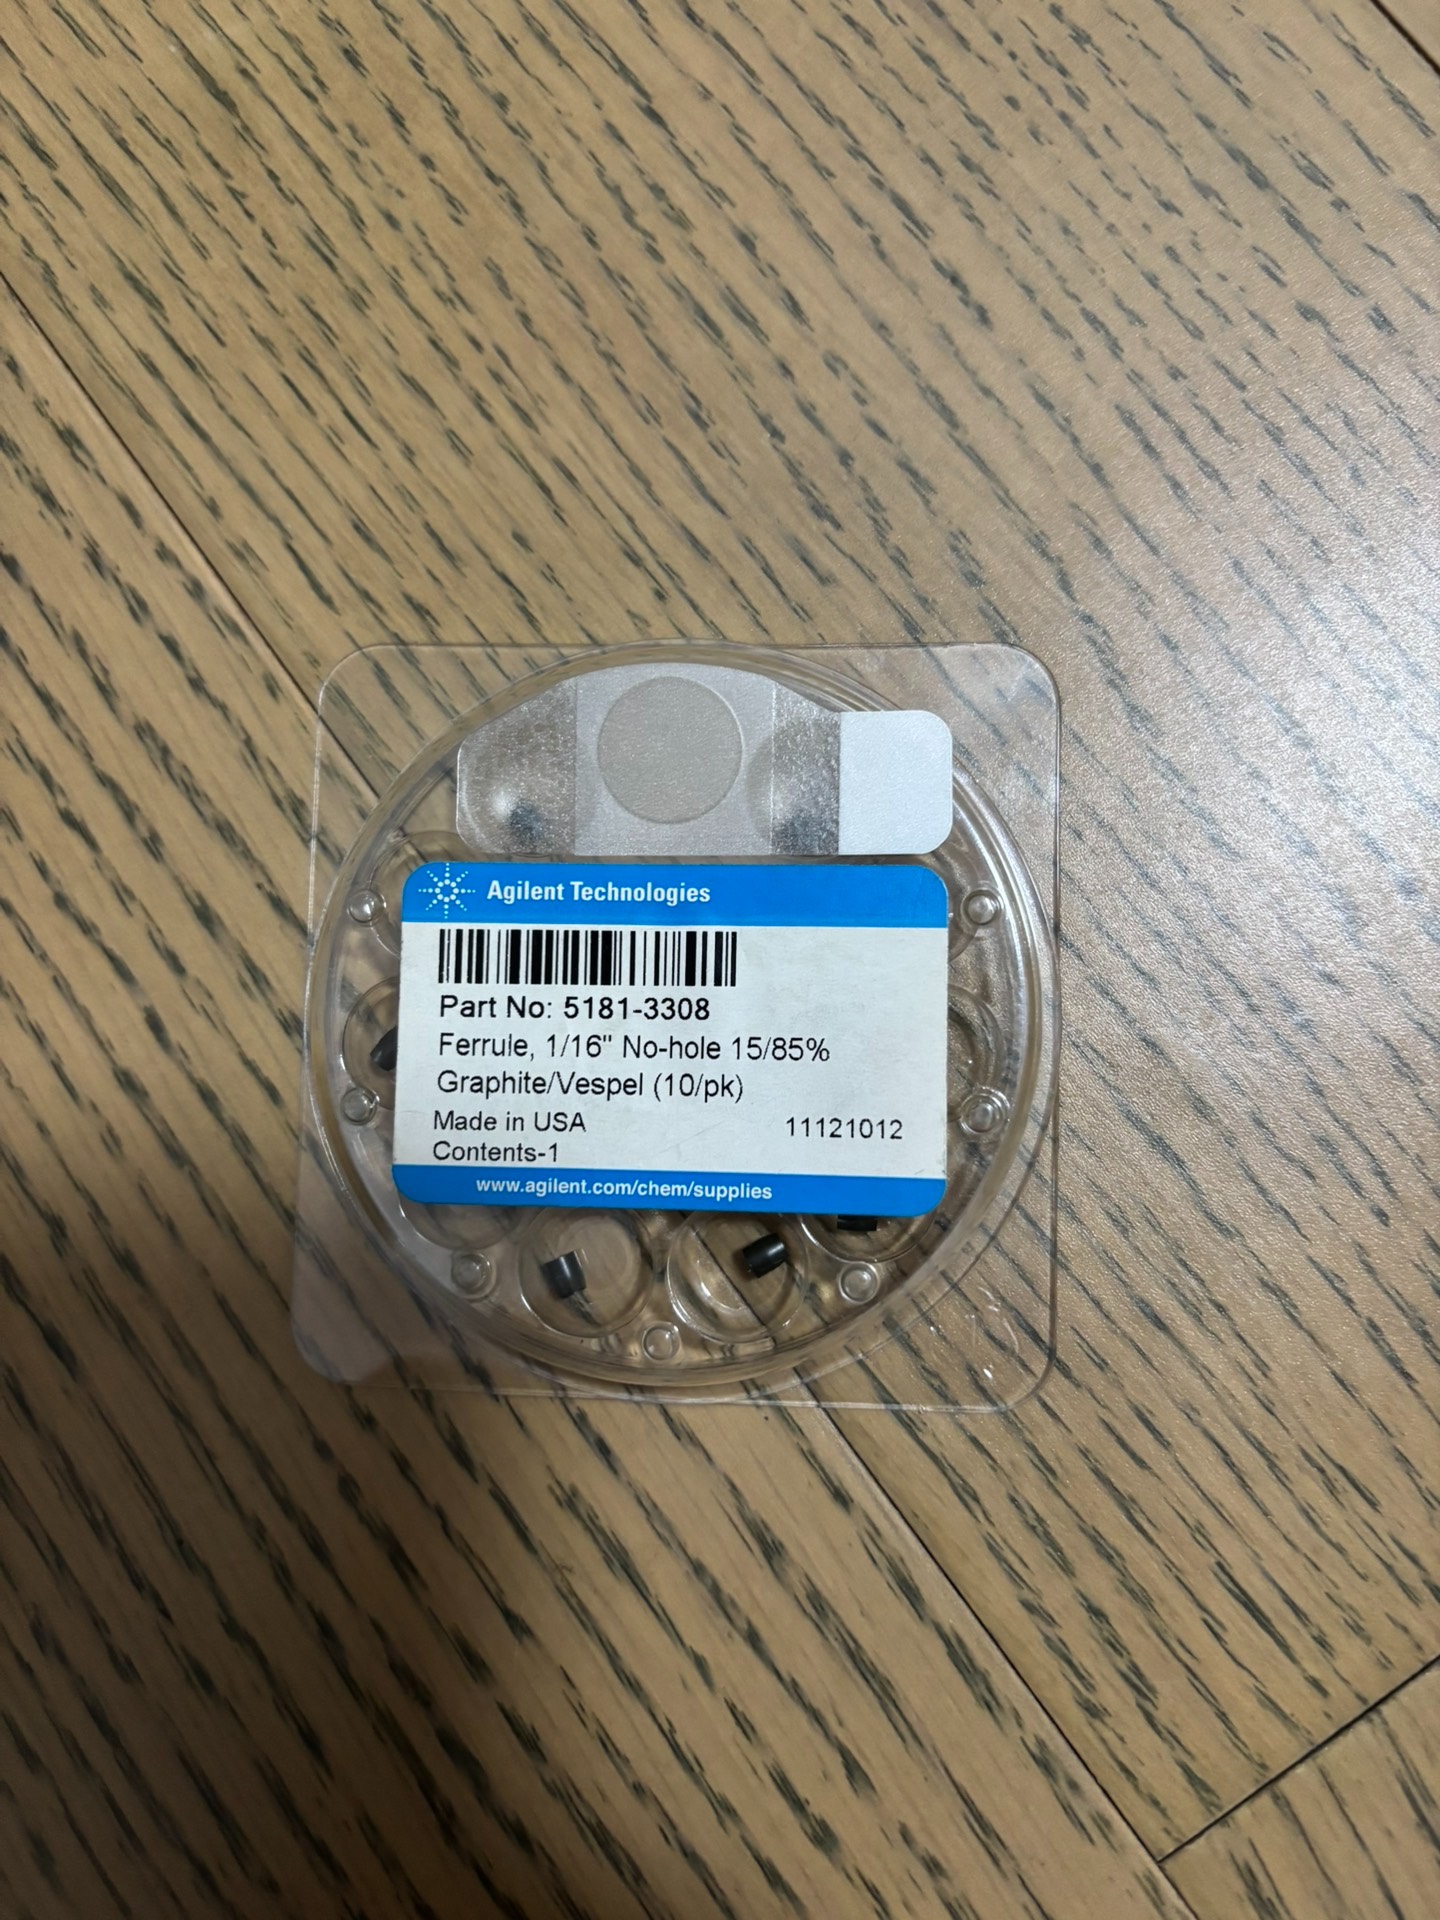 Agilent Technologies
Part No: 5181-3308
Ferrule, 1/16" No-hole 15/85%
Graphite/Vespel (10/pk)
Made in USA 11121012
Contents-1
www.agilent.com/chem/supplies